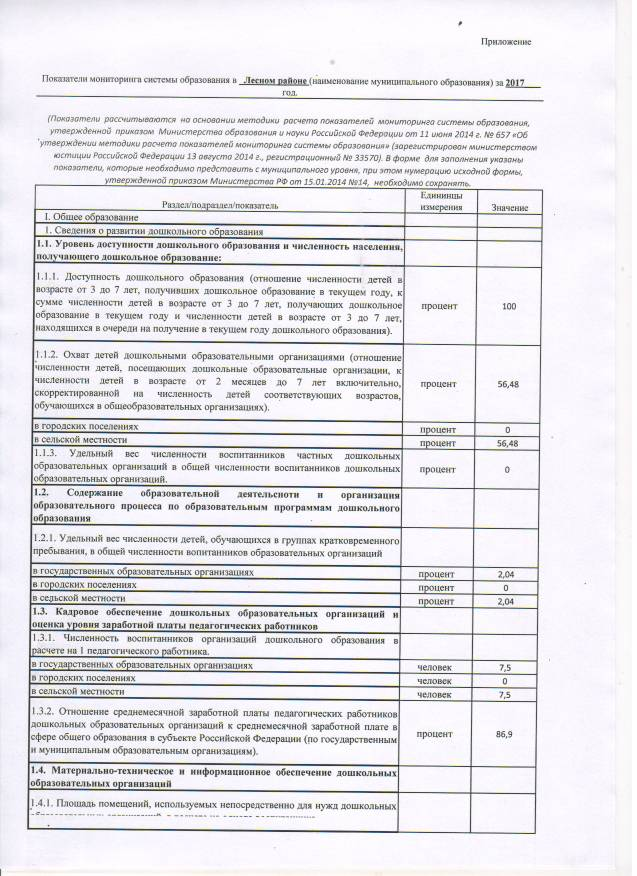 Приложение
Показатели мониторинга системы образования в Лесном районе (наименование муниципального образования) за 2017
год.
(Показатели рассчитываются на основании методики расчета показателей мониторинга системы образования,
утвержденной приказом Министерства образования и науки Российской Федерации от 11 июня 2014 г. № 657 «Об
утверждении методики расчета показателей мониторинга системы образования» (зарегистрирован министерством
юстиции Российской Федерации 13 августа 2014 г., регистрационный № 33570). В форме для заполнения указаны
показатели, которые необходимо представить с муниципального уровня, при этом нумерацию исходной формы,
утвержденной приказом Министерства РФ от 15.01.2014 №14, необходимо сохранять.
Раздел/подраздел/показатель Единицы измерения Значение
I. Общее образование
1. Сведения о развитии дошкольного образования
1.1. Уровень доступности дошкольного образования и численность населения,
получающего дошкольное образование:
1.1.1. Доступность дошкольного образования (отношение численности детей в
возрасте от 3 до 7 лет, получивших дошкольное образование в текущем году, к
сумме численности детей в возрасте от 3 до 7 лет, получающих дошкольное
образование в текущем году и численности детей в возрасте от 3 до 7 лет,
находящихся в очереди на получение в текущем году дошкольного образования).
процент 100
1.1.2. Охват детей дошкольными образовательными организациями (отношение
численности детей, посещающих дошкольные образовательные организации, к
численности детей в возрасте от 2 месяцев до 7 лет включительно,
скорректированной на численность детей соответствующих возрастов,
обучающихся в общеобразовательных организациях).
процент 56,48
в городских поселениях процент 0
в сельской местности процент 56,48
1.1.3. Удельный вес численности воспитанников частных дошкольных
образовательных организаций в общей численности воспитанников дошкольных
образовательных организаций.
процент 0
1.2. Содержание образовательной деятельсноти и организация
образовательного процесса по образовательным программам дошкольного
образования
1.2.1. Удельный вес численности детей, обучающихся в группах кратковременного
пребывания, в общей численности вопитанников образовательных организаций
в государственных образовательных организациях процент 2,04
в городских поселениях процент 0
в сельской местности процент 2,04
1.3. Кадровое обеспечение дошкольных образовательных организаций и
оценка уровня заработной платы педагогических работников
1.3.1. Численность воспитанников организаций дошкольного образования в
расчете на 1 педагогического работника.
в государственных образовательных организациях человек 7,5
в городских поселениях человек 0
в сельской местности человек 7,5
1.3.2. Отношение среднемесячной заработной платы педагогических работников
дошкольных образовательных организаций к среднемесячной заработной плате в
сфере общего образования в субъекте Российской Федерации (по государственным
и муниципальным образовательным организациям).
процент 86,9
1.4. Материально-техническое и информационное обеспечение дошкольных
образовательных организаций
1.4.1. Площадь помещений, используемых непосредственно для нужд дошкольных